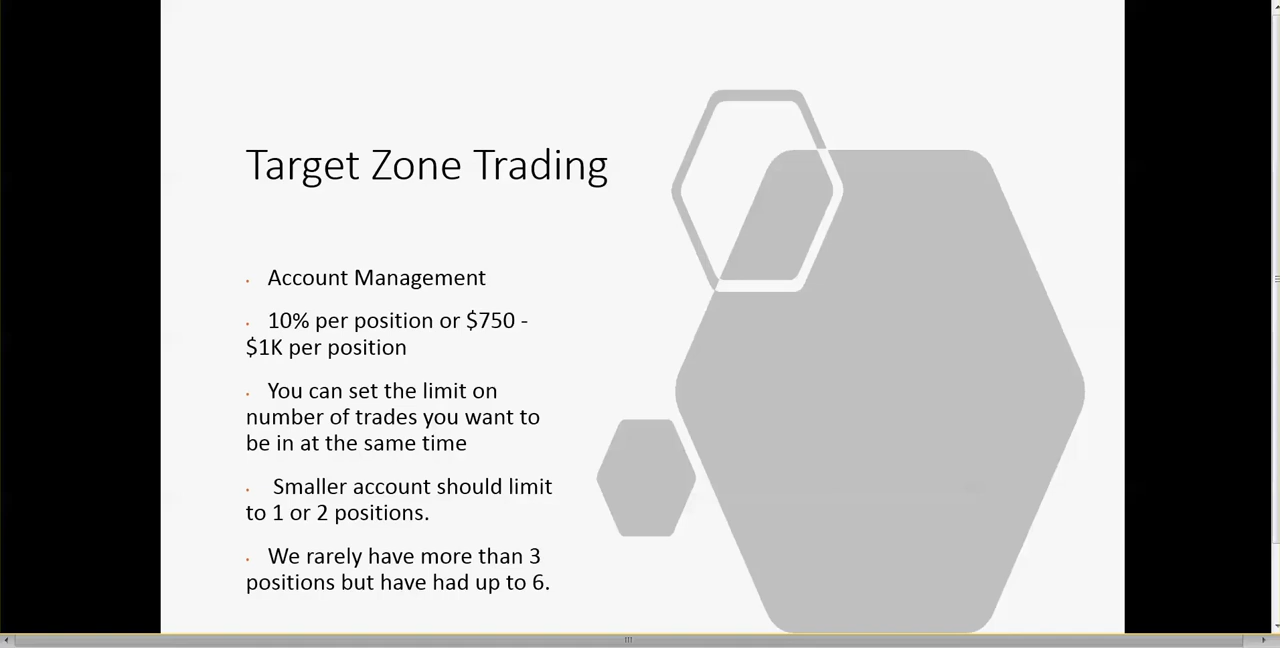 Target Zone Trading
· Account Management
· 10% per position or $750 -
$1K per position
· You can set the limit on
number of trades you want to
be in at the same time
· Smaller account should limit
to 1 or 2 positions.
· We rarely have more than 3
positions but have had up to 6.